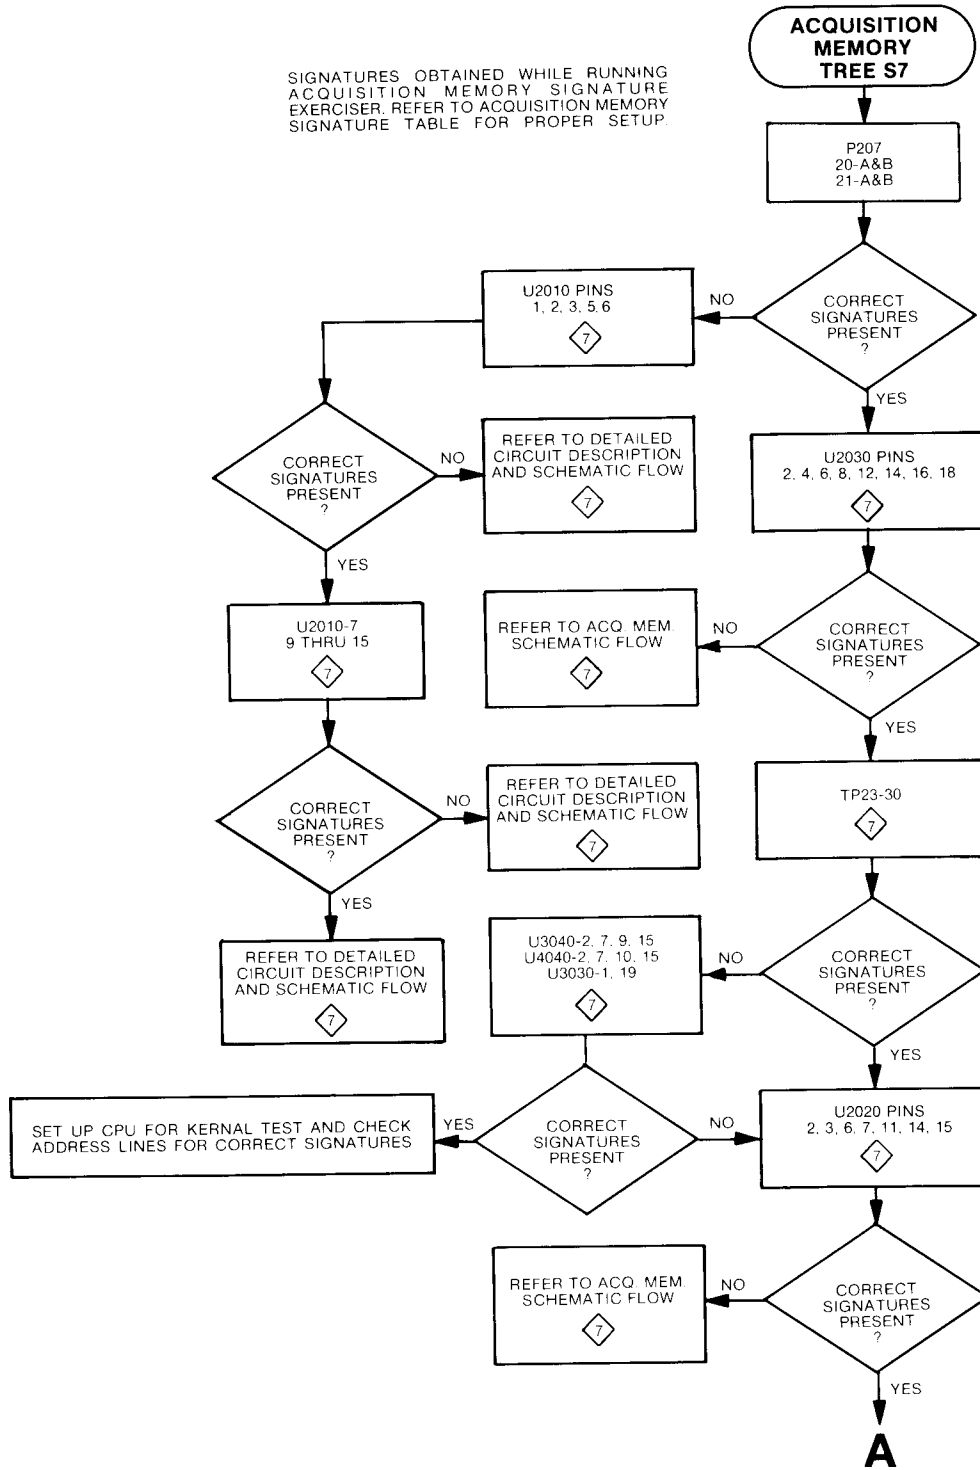 ACQUISITION
MEMORY
TREE S7
SIGNATURES OBTAINED WHILE RUNNING
ACQUISITION MEMORY SIGNATURE
EXERCISER. REFER TO ACQUISITION MEMORY
SIGNATURE TABLE FOR PROPER SETUP.
P207
20-A&B
21-A&B
CORRECT
SIGNATURES
PRESENT
?
NO
U2010 PINS
1, 2, 3, 5,6
7
YES
CORRECT
SIGNATURES
PRESENT
?
NO
REFER TO DETAILED
CIRCUIT DESCRIPTION
AND SCHEMATIC FLOW
7
U2030 PINS
2, 4, 6, 8, 12, 14, 16, 18
7
YES
U2010-7
9 THRU 15
7
REFER TO ACQ. MEM.
SCHEMATIC FLOW
7
NO
CORRECT
SIGNATURES
PRESENT
?
YES
CORRECT
SIGNATURES
PRESENT
?
NO
REFER TO DETAILED
CIRCUIT DESCRIPTION
AND SCHEMATIC FLOW
7
TP23-30
7
YES
REFER TO DETAILED
CIRCUIT DESCRIPTION
AND SCHEMATIC FLOW
7
U3040-2, 7, 9, 15
U4040-2, 7, 10, 15
U3030-1, 19
7
NO
CORRECT
SIGNATURES
PRESENT
?
YES
SET UP CPU FOR KERNAL TEST AND CHECK
ADDRESS LINES FOR CORRECT SIGNATURES
YES
CORRECT
SIGNATURES
PRESENT
?
NO
U2020 PINS
2, 3, 6, 7, 11, 14, 15
7
REFER TO ACQ. MEM.
SCHEMATIC FLOW
7
NO
CORRECT
SIGNATURES
PRESENT
?
YES
A